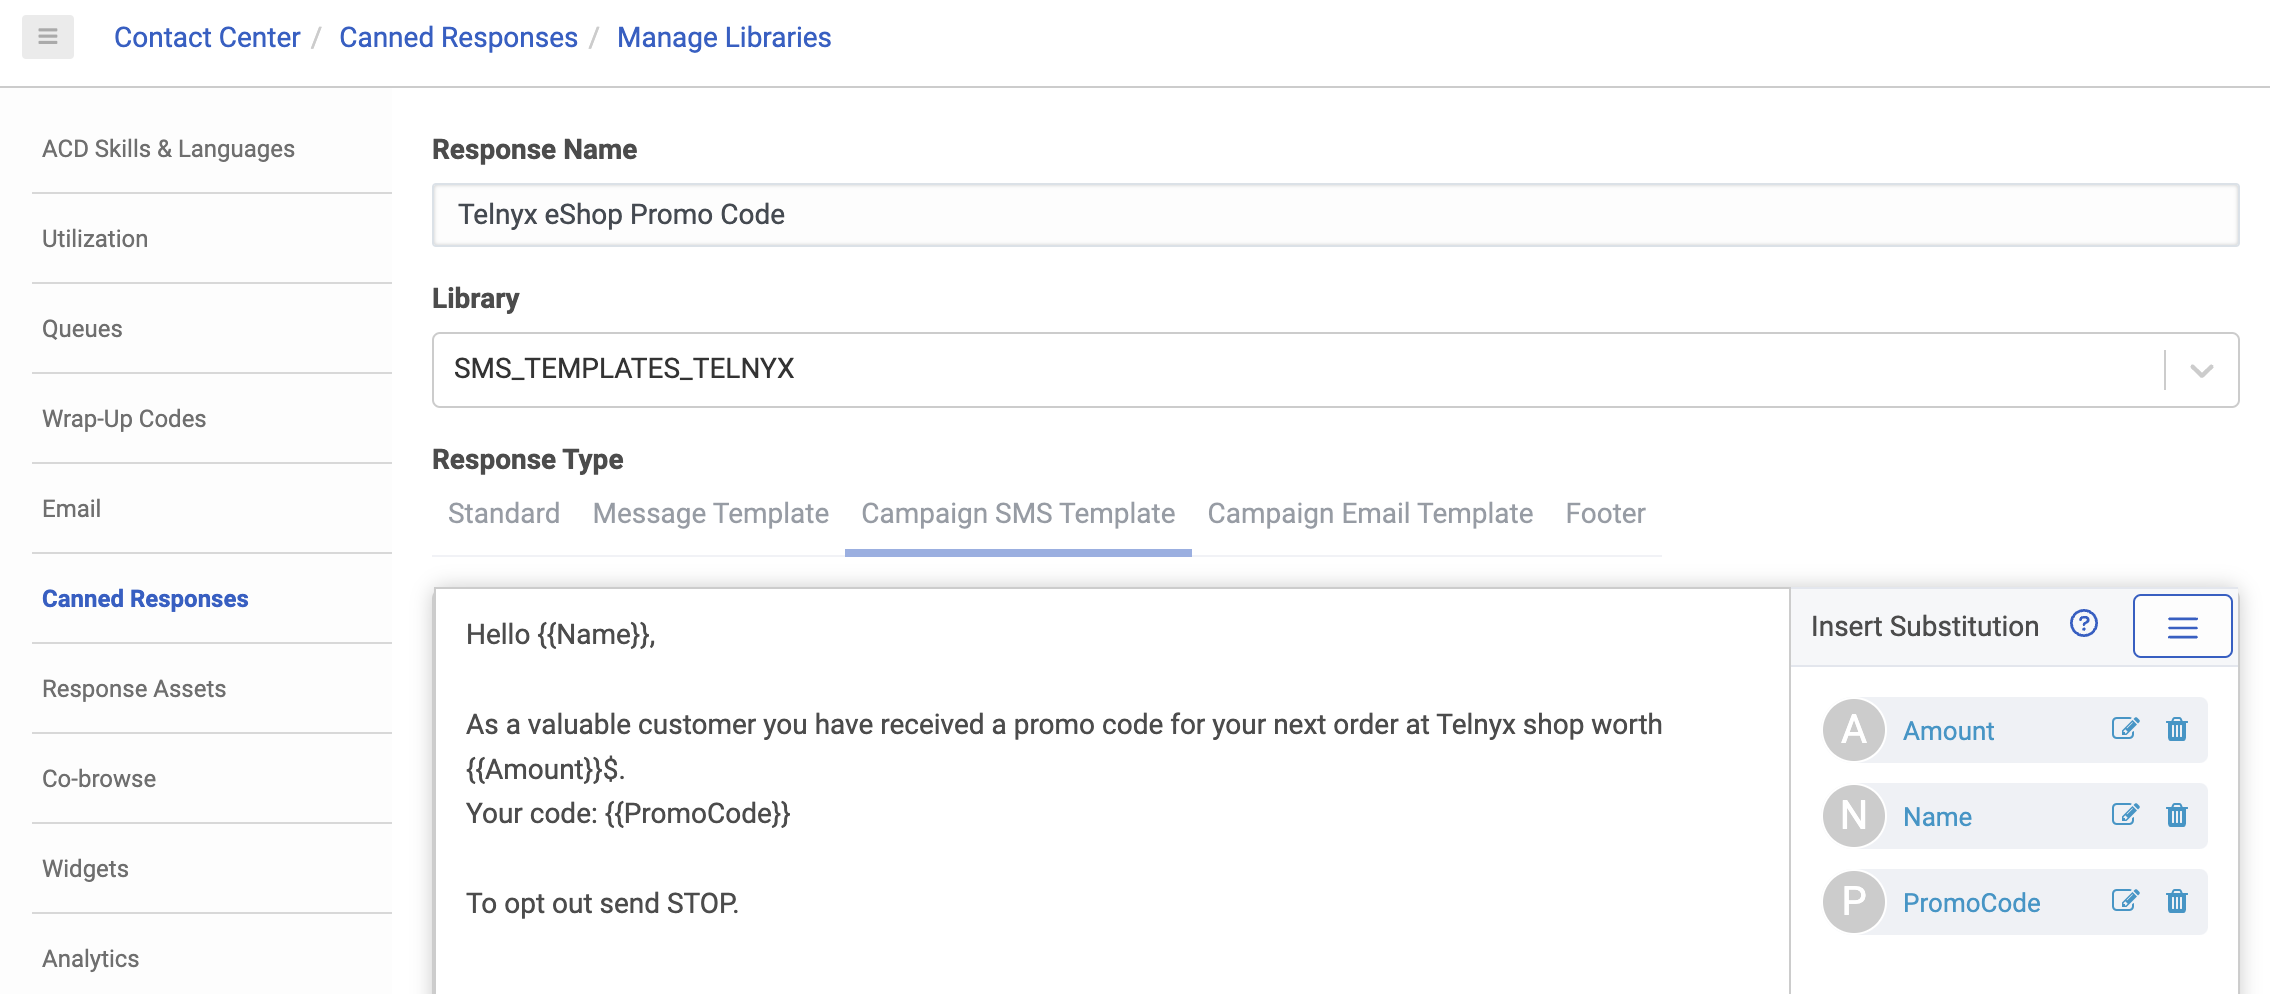 Contact Center / Canned Responses / Manage Libraries
ACD Skills & Languages
Utilization
Queues
Wrap-Up Codes
Email
Canned Responses
Response Assets
Co-browse
Widgets
Analytics
Response Name
Telnyx eShop Promo Code
Library
SMS_TEMPLATES_TELNYX
Response Type
Standard Message Template Campaign SMS Template Campaign Email Template Footer
Hello {{Name}},
As a valuable customer you have received a promo code for your next order at Telnyx shop worth
{{Amount}}$.
Your code: {{PromoCode}}
To opt out send STOP.
Insert Substitution ?
A Amount
N Name
P PromoCode